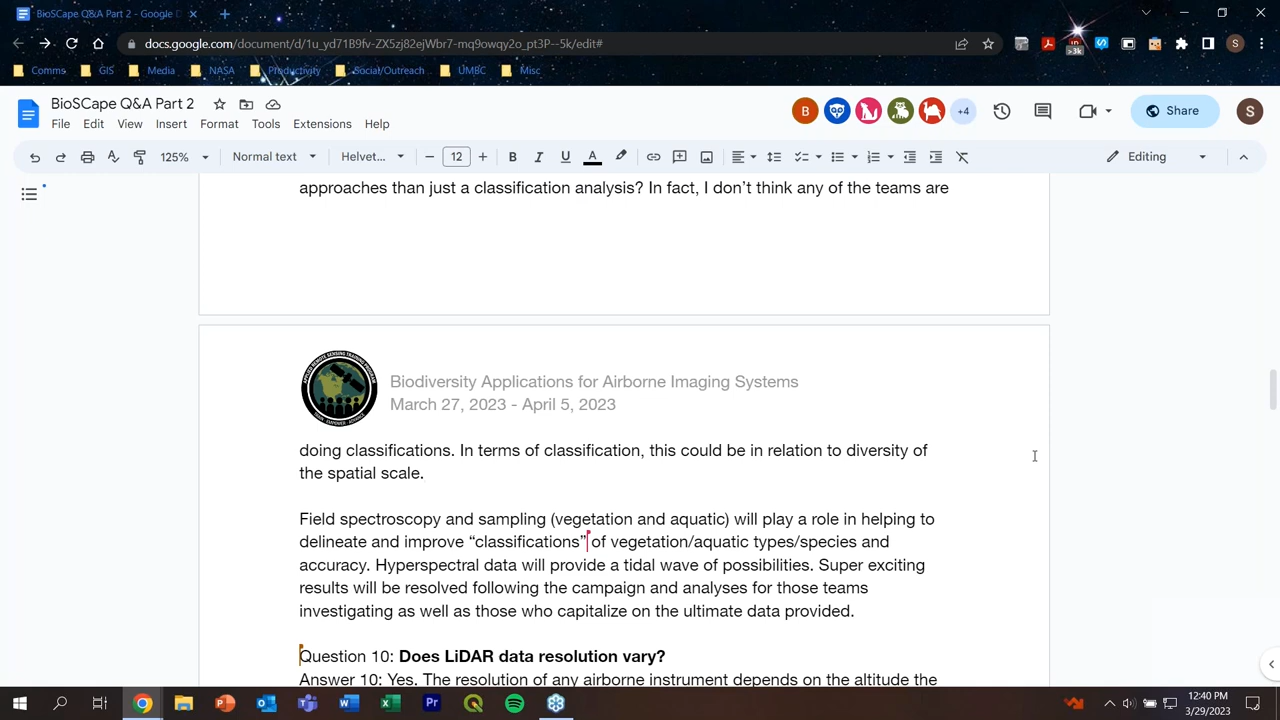 BioSCape Q&A Part 2 - Google D
docs.google.com/document/d/1u_yd71B9fv-ZX5zj82ejWbr7-mq9owqy2o_pt3P--5k/edit#
>3k
S
Comms
GIS
Media
NASA
Productivity
Social/Outreach
UMBC
Misc
BioSCape Q&A Part 2
B
+4
Share
S
File Edit View Insert Format Tools Extensions Help
125% Normal text Helvet... 12 B I U A Editing
approaches than just a classification analysis? In fact, I don’t think any of the teams are
Biodiversity Applications for Airborne Imaging Systems
March 27, 2023 - April 5, 2023
doing classifications. In terms of classification, this could be in relation to diversity of
the spatial scale.
Field spectroscopy and sampling (vegetation and aquatic) will play a role in helping to
delineate and improve “classifications” of vegetation/aquatic types/species and
accuracy. Hyperspectral data will provide a tidal wave of possibilities. Super exciting
results will be resolved following the campaign and analyses for those teams
investigating as well as those who capitalize on the ultimate data provided.
Question 10: Does LiDAR data resolution vary?
Answer 10: Yes. The resolution of any airborne instrument depends on the altitude the
12:40 PM
3/29/2023